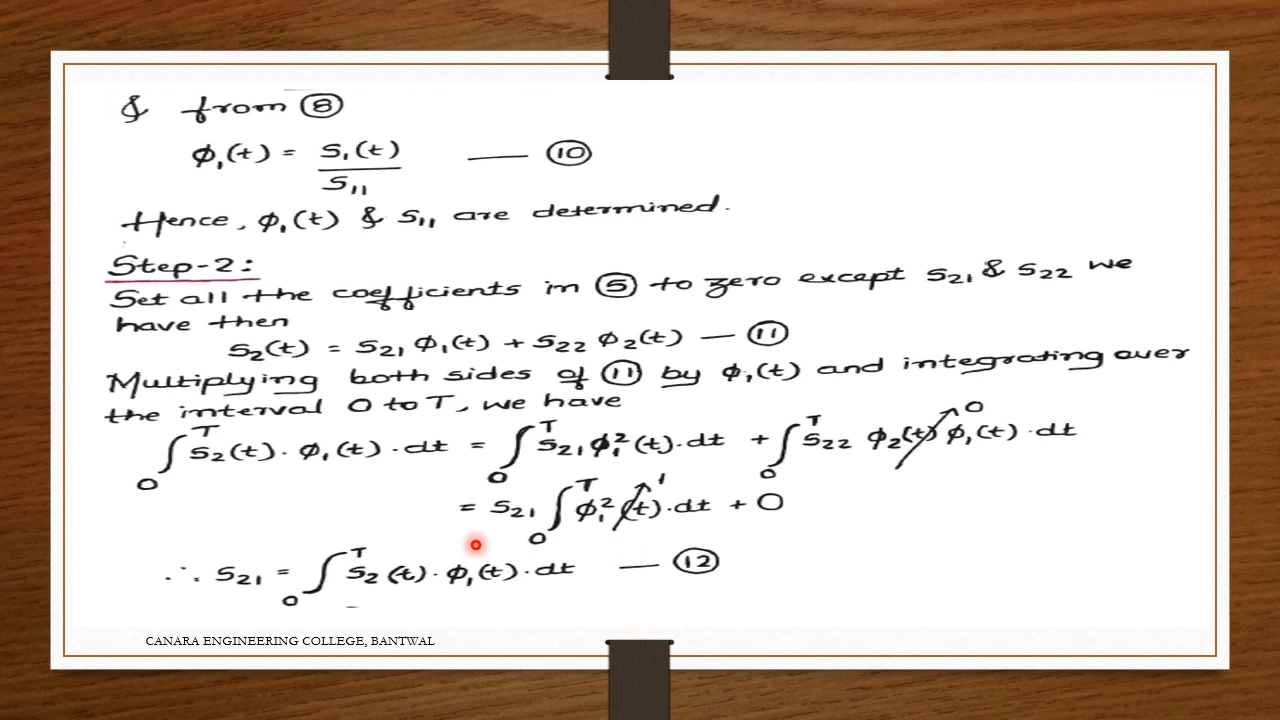 & from ⑧
ϕ₁(t) = S₁(t) / S₁₁ — ⑩
Hence, ϕ₁(t) & S₁₁ are determined.
Step-2:
Set all the coefficients in ⑤ to zero except S₂₁ & S₂₂ we
have then
S₂(t) = S₂₁ ϕ₁(t) + S₂₂ ϕ₂(t) — ⑪
Multiplying both sides of ⑪ by ϕ₁(t) and integrating over
the interval 0 to T, we have
∫₀ᵀ S₂(t) · ϕ₁(t) · dt = ∫₀ᵀ S₂₁ ϕ₁²(t) · dt + ∫₀ᵀ S₂₂ ϕ₂(t) ϕ₁(t) · dt ↗0
= S₂₁ ∫₀ᵀ ϕ₁²(t) · dt ↗1 + 0
∴ S₂₁ = ∫₀ᵀ S₂(t) · ϕ₁(t) · dt — ⑫
CANARA ENGINEERING COLLEGE, BANTWAL